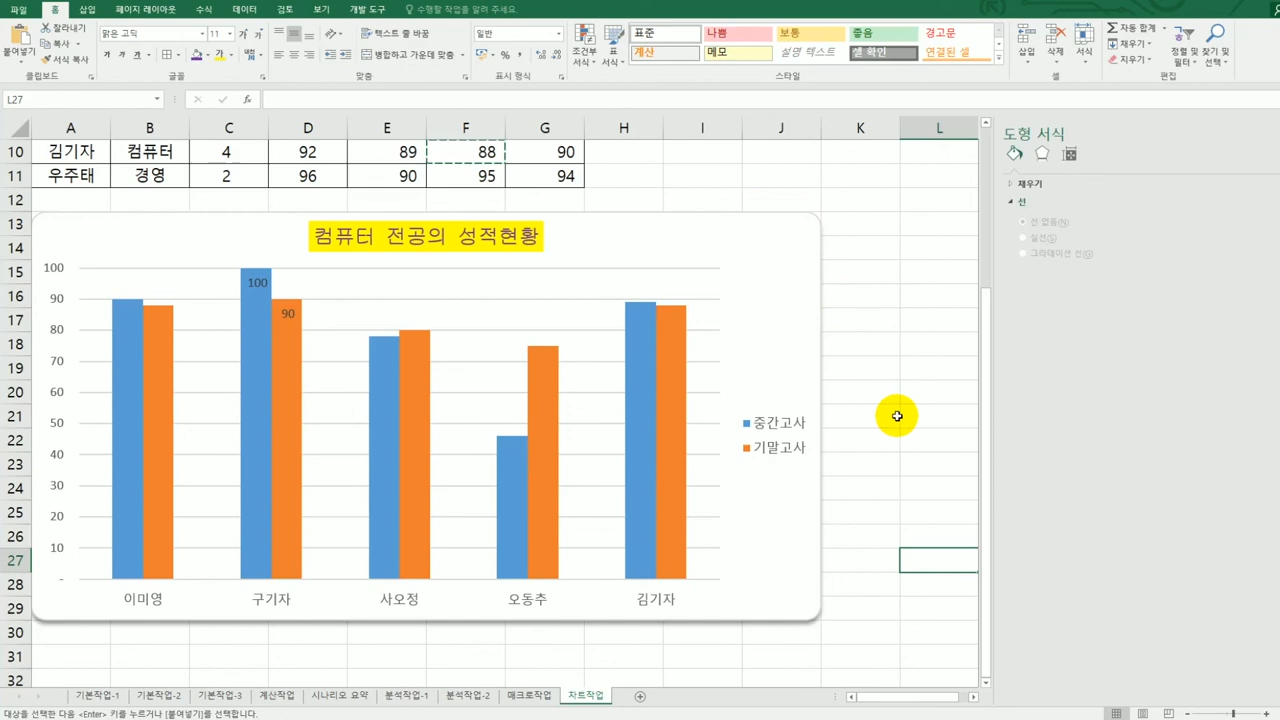 파일 홈 삽입 페이지 레이아웃 수식 데이터 검토 보기 개발 도구 수행할 작업을 알려 주세요.
붙여넣기 잘라내기 복사 서식 복사 클립보드
맑은 고딕 11 가 가 가 글꼴
텍스트 줄 바꿈 병합하고 가운데 맞춤 맞춤
일반 표시 형식
조건부 서식 표 서식
표준 나쁨 보통 좋음 경고문
계산 메모 설명 텍스트 셀 확인 연결된 셀
스타일
삽입 삭제 서식 셀
자동 합계 채우기 지우기 정렬 및 필터 찾기 및 선택 편집
L27 fx
A B C D E F G H I J K L
10 김기자 컴퓨터 4 92 89 88 90
11 우주태 경영 2 96 90 95 94
12
13
14
15
16
17
18
19
20
21
22
23
24
25
26
27
28
29
30
31
32
컴퓨터 전공의 성적현황
100
90
80
70
60
50
40
30
20
10
-
100
90
이미영 구기자 사오정 오동추 김기자
중간고사
기말고사
도형 서식
채우기
선
선 없음(N)
실선(S)
그라데이션 선(G)
기본작업-1 기본작업-2 기본작업-3 계산작업 시나리오 요약 분석작업-1 분석작업-2 매크로작업 차트작업
대상을 선택한 다음 <Enter> 키를 누르거나 [붙여넣기]를 선택합니다.